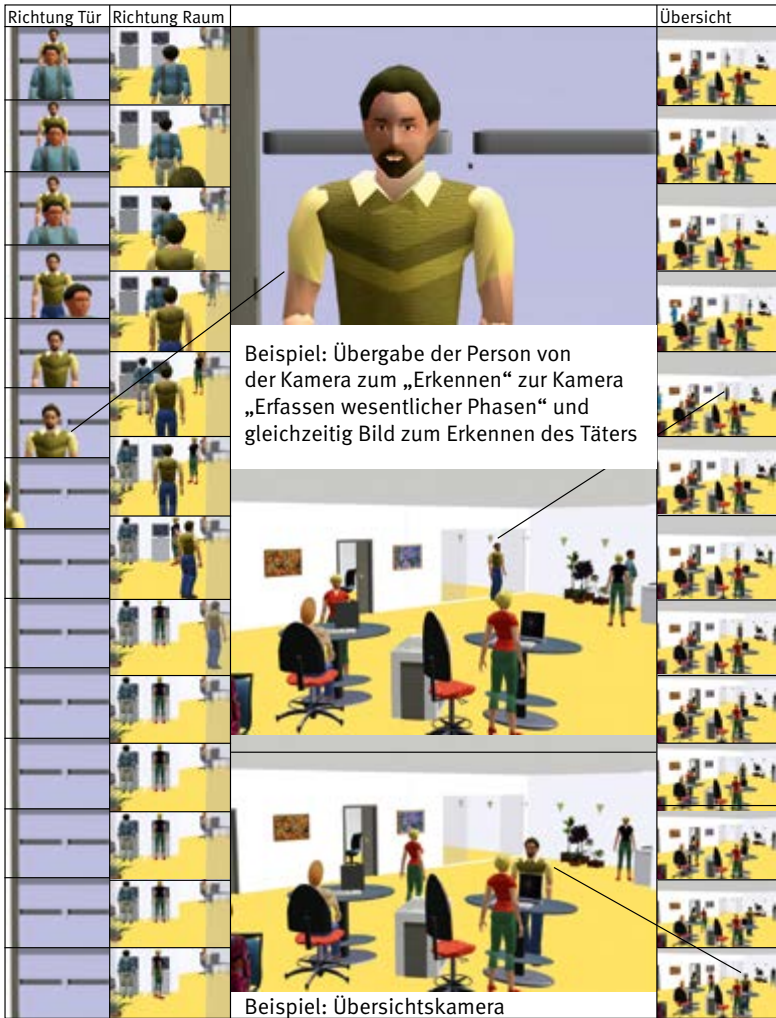 Richtung Tür
Richtung Raum
Übersicht
Beispiel: Übergabe der Person von
der Kamera zum „Erkennen“ zur Kamera
„Erfassen wesentlicher Phasen“ und
gleichzeitig Bild zum Erkennen des Täters
Beispiel: Übersichtskamera